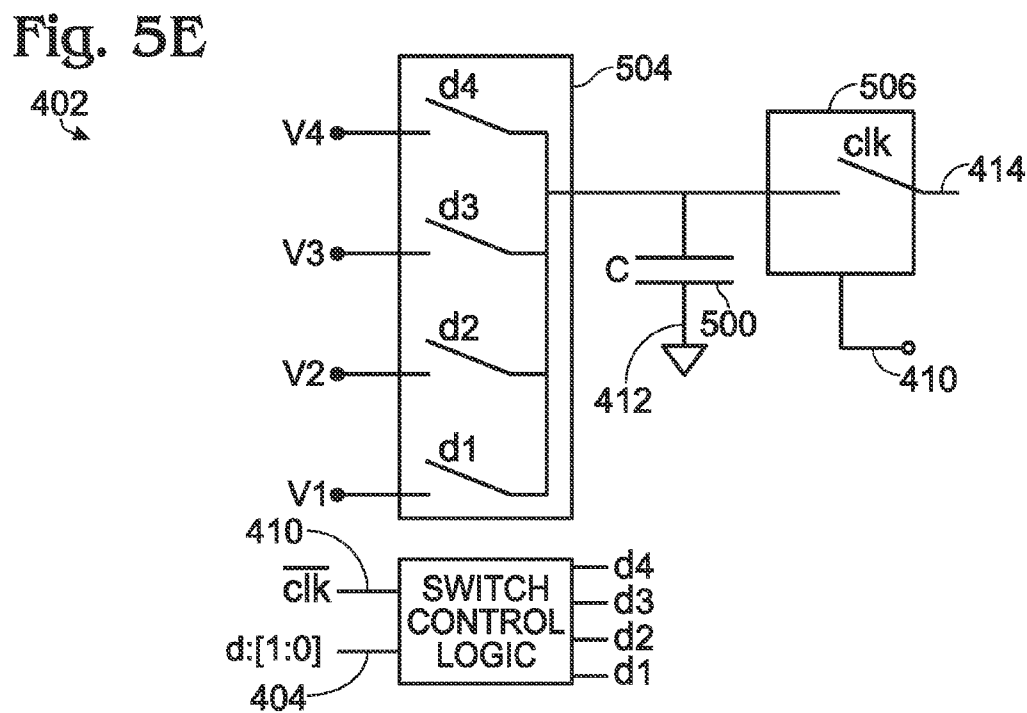 Fig. 5E
402
504
506
d4
V4
clk
414
d3
V3
C
500
d2
V2
412
410
d1
V1
410
c̅l̅k̅
SWITCH
CONTROL
LOGIC
d4
d3
d2
d1
d:[1:0]
404